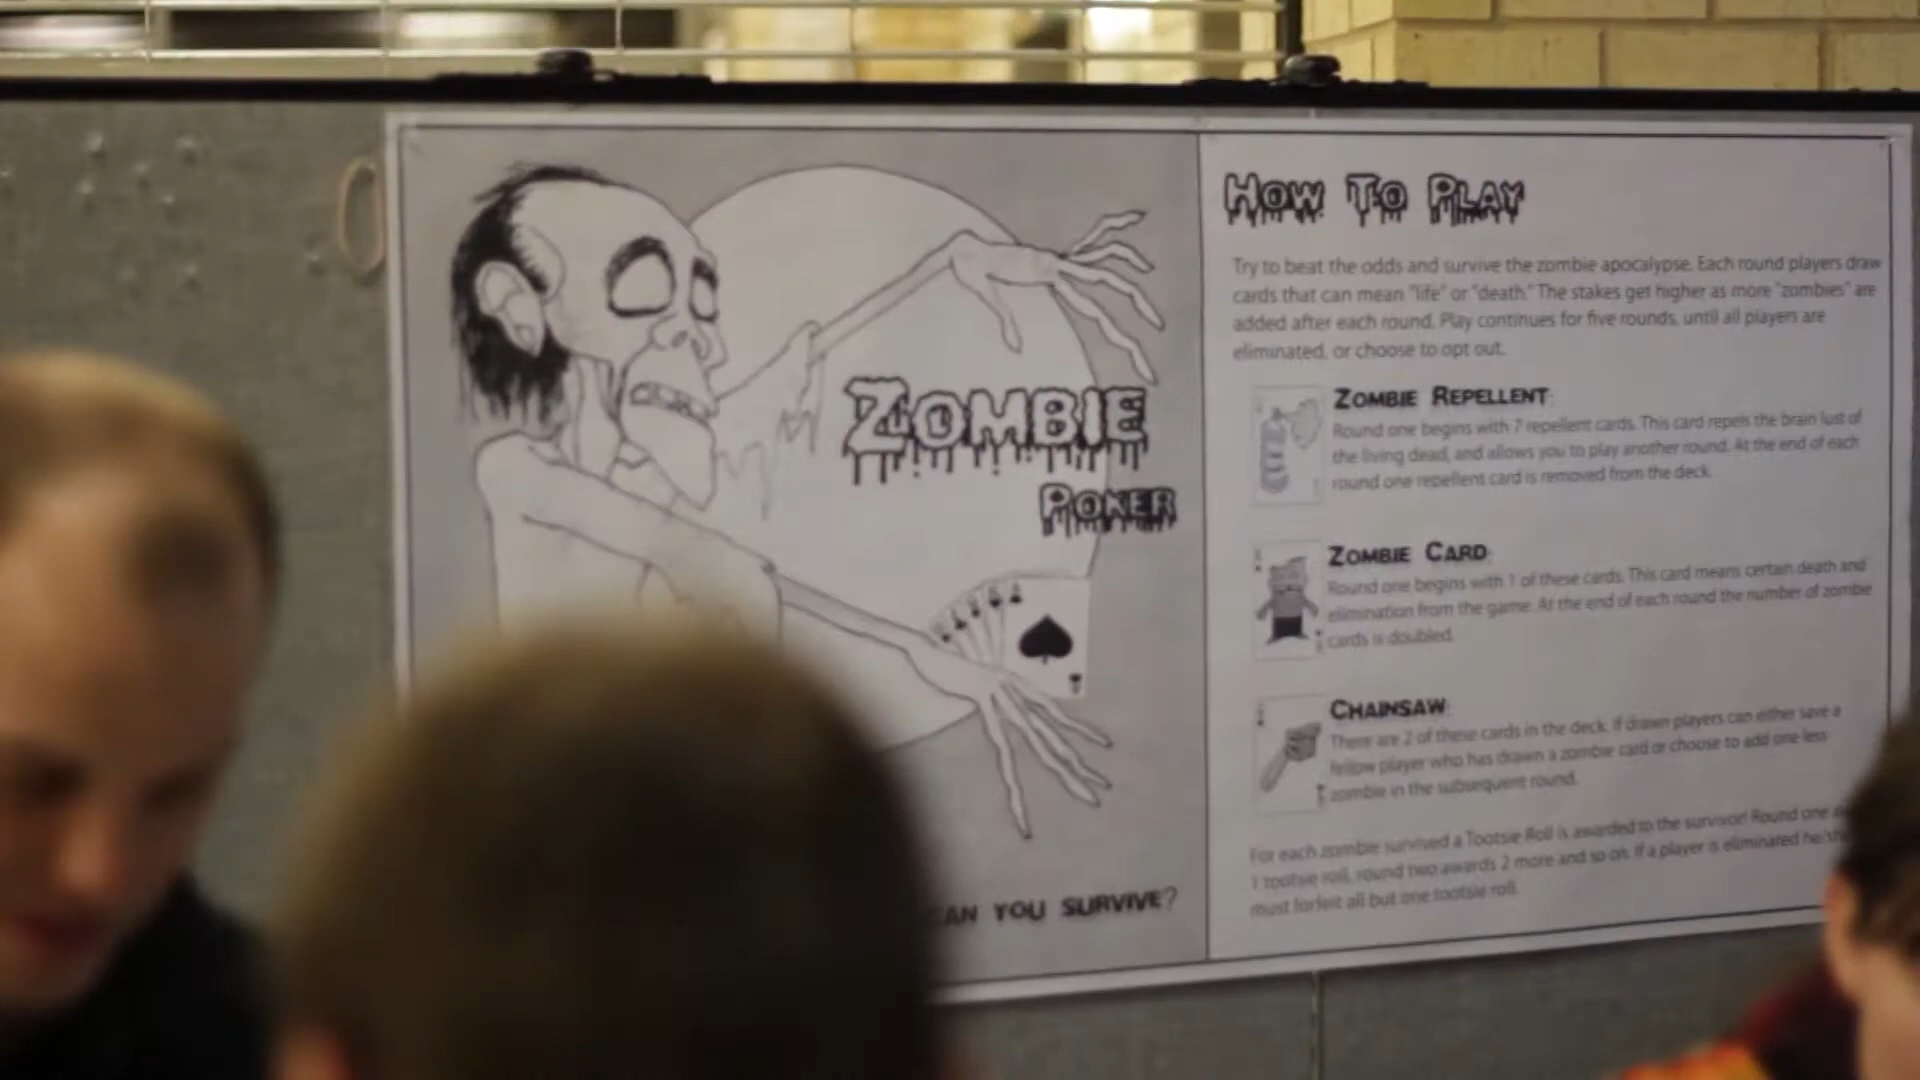 ZOMBIE
POKER
AN YOU SURVIVE?
HOW TO PLAY
Try to beat the odds and survive the zombie apocalypse. Each round players draw
cards that can mean "life" or "death." The stakes get higher as more "zombies" are
added after each round. Play continues for five rounds, until all players are
eliminated, or choose to opt out.
ZOMBIE REPELLENT:
Round one begins with 7 repellent cards. This card repels the brain lust of
the living dead, and allows you to play another round. At the end of each
round one repellent card is removed from the deck.
ZOMBIE CARD:
Round one begins with 1 of these cards. This card means certain death and
elimination from the game. At the end of each round the number of zombie
cards is doubled.
CHAINSAW:
There are 2 of these cards in the deck. If drawn players can either save a
fellow player who has drawn a zombie card or choose to add one less
zombie in the subsequent round.
For each zombie survived a Tootsie Roll is awarded to the survivor! Round one
1 tootsie roll, round two awards 2 more and so on. If a player is eliminated
must forfeit all but one tootsie roll.